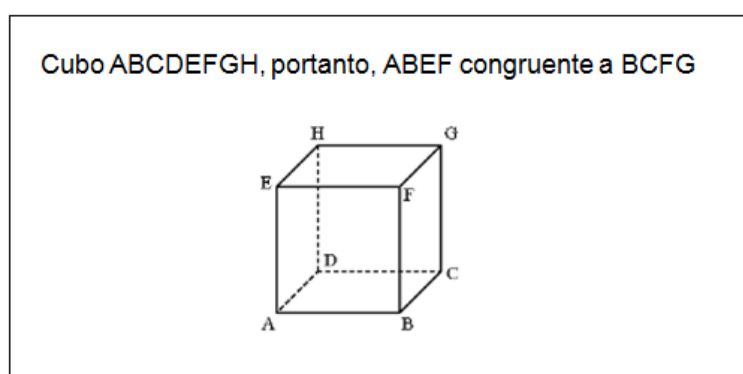 Cubo ABCDEFGH, portanto, ABEF congruente a BCFG
H G
E F
D C
A B